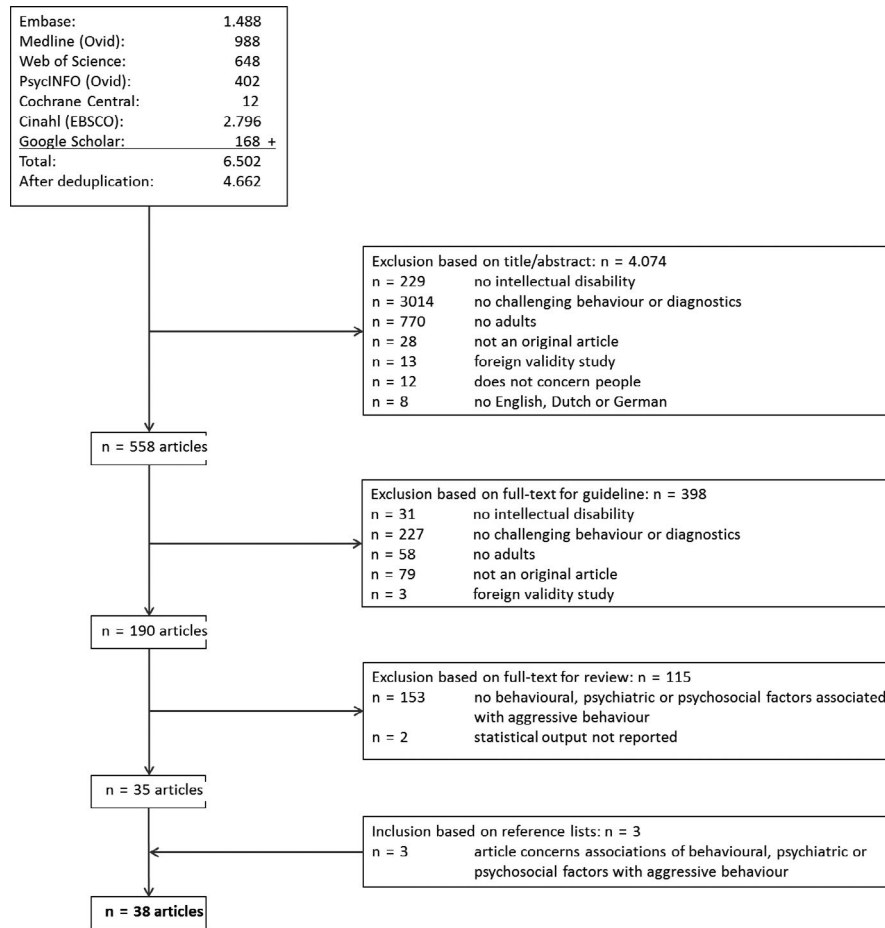 Embase: 1.488
Medline (Ovid): 988
Web of Science: 648
PsycINFO (Ovid): 402
Cochrane Central: 12
Cinahl (EBSCO): 2.796
Google Scholar: 168 +
Total: 6.502
After deduplication: 4.662
Exclusion based on title/abstract: n = 4.074
n = 229 no intellectual disability
n = 3014 no challenging behaviour or diagnostics
n = 770 no adults
n = 28 not an original article
n = 13 foreign validity study
n = 12 does not concern people
n = 8 no English, Dutch or German
n = 558 articles
Exclusion based on full-text for guideline: n = 398
n = 31 no intellectual disability
n = 227 no challenging behaviour or diagnostics
n = 58 no adults
n = 79 not an original article
n = 3 foreign validity study
n = 190 articles
Exclusion based on full-text for review: n = 115
n = 153 no behavioural, psychiatric or psychosocial factors associated
with aggressive behaviour
n = 2 statistical output not reported
n = 35 articles
Inclusion based on reference lists: n = 3
n = 3 article concerns associations of behavioural, psychiatric or
psychosocial factors with aggressive behaviour
n = 38 articles